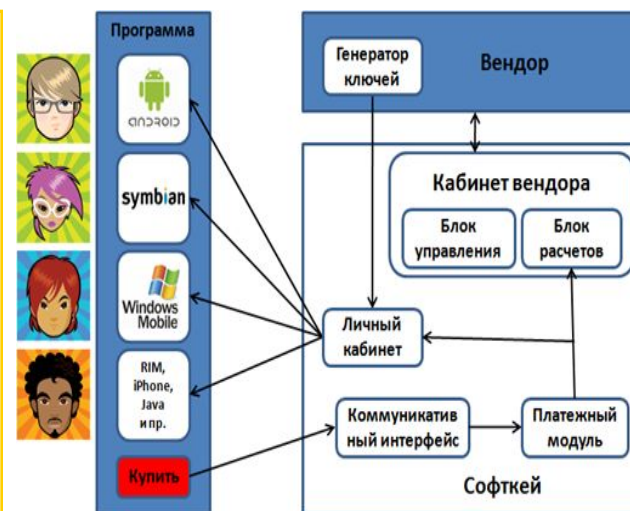 Программа
android
symbian
Windows
Mobile
RIM,
iPhone,
Java
и пр.
Купить
Генератор
ключей
Вендор
Кабинет вендора
Блок
управления
Блок
расчетов
Личный
кабинет
Коммуникатив
ный интерфейс
Платежный
модуль
Софткей